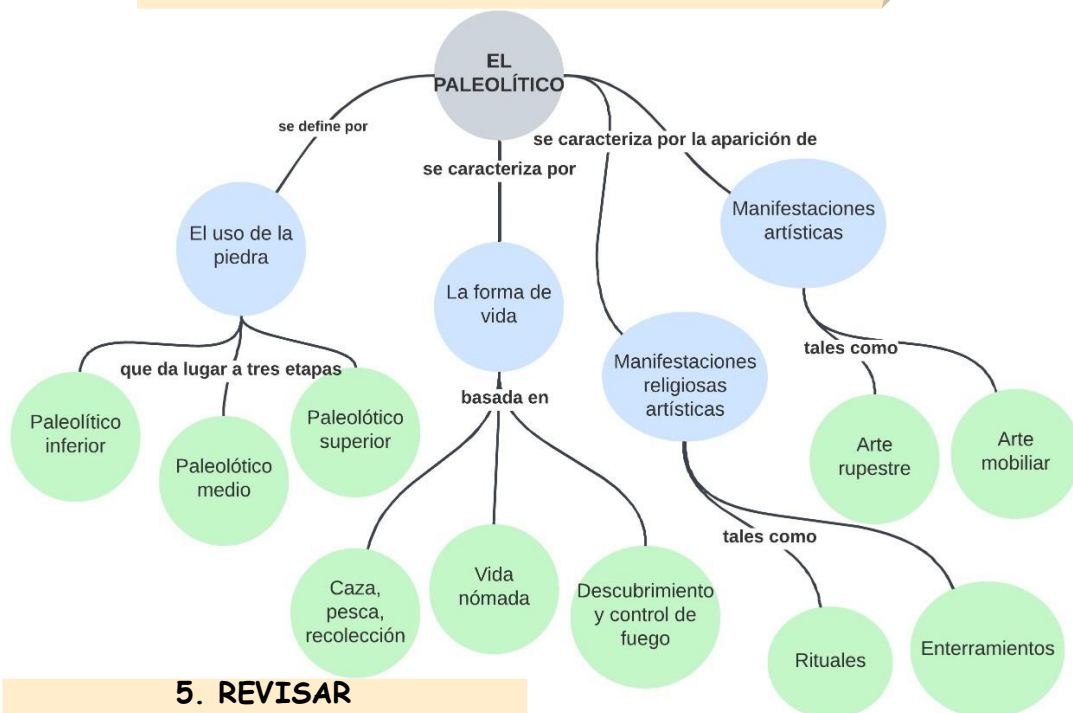 EL
PALEOLÍTICO
se define por
se caracteriza por
se caracteriza por la aparición de
El uso de la
piedra
que da lugar a tres etapas
Paleolítico
inferior
Paleolótico
medio
Paleolótico
superior
La forma de
vida
basada en
Caza,
pesca,
recolección
Vida
nómada
Descubrimiento
y control de
fuego
Manifestaciones
religiosas
artísticas
tales como
Rituales
Enterramientos
Manifestaciones
artísticas
tales como
Arte
rupestre
Arte
mobiliar
5. REVISAR